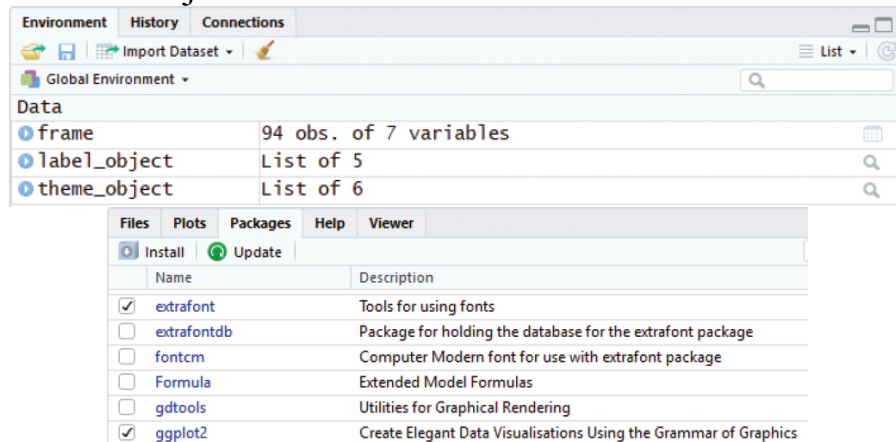 Environment History Connections
Import Dataset List
Global Environment
Data
frame 94 obs. of 7 variables
label_object List of 5
theme_object List of 6
Files Plots Packages Help Viewer
Install Update
Name Description
extrafont Tools for using fonts
extrafontdb Package for holding the database for the extrafont package
fontcm Computer Modern font for use with extrafont package
Formula Extended Model Formulas
gdtools Utilities for Graphical Rendering
ggplot2 Create Elegant Data Visualisations Using the Grammar of Graphics